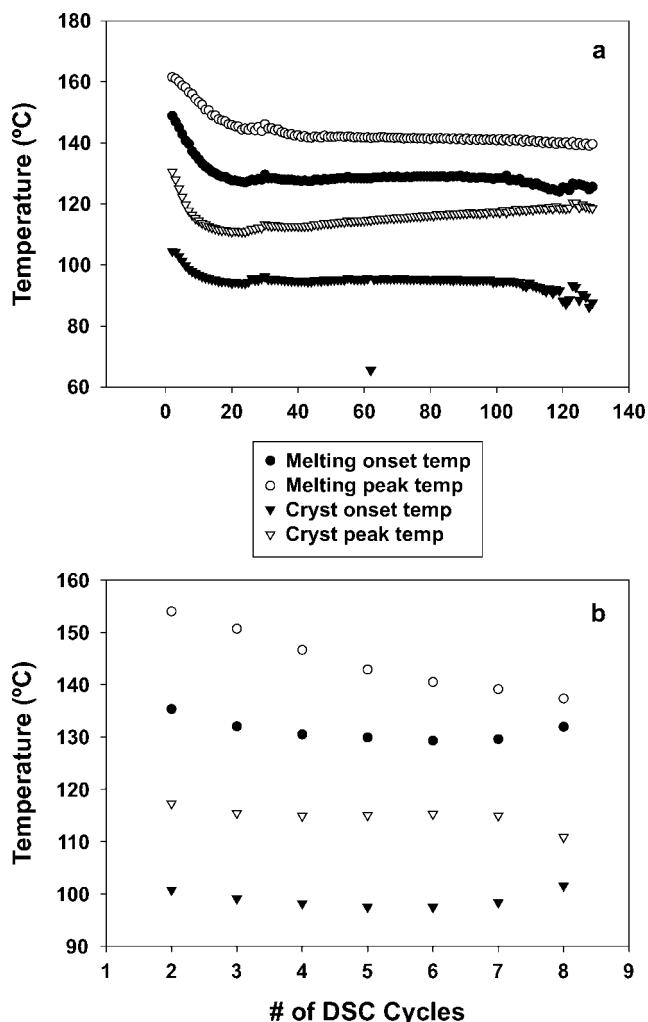 a
Temperature (ºC)
180
160
140
120
100
80
60
0 20 40 60 80 100 120 140
Melting onset temp
Melting peak temp
Cryst onset temp
Cryst peak temp
b
Temperature (ºC)
160
150
140
130
120
110
100
90
1 2 3 4 5 6 7 8 9
# of DSC Cycles